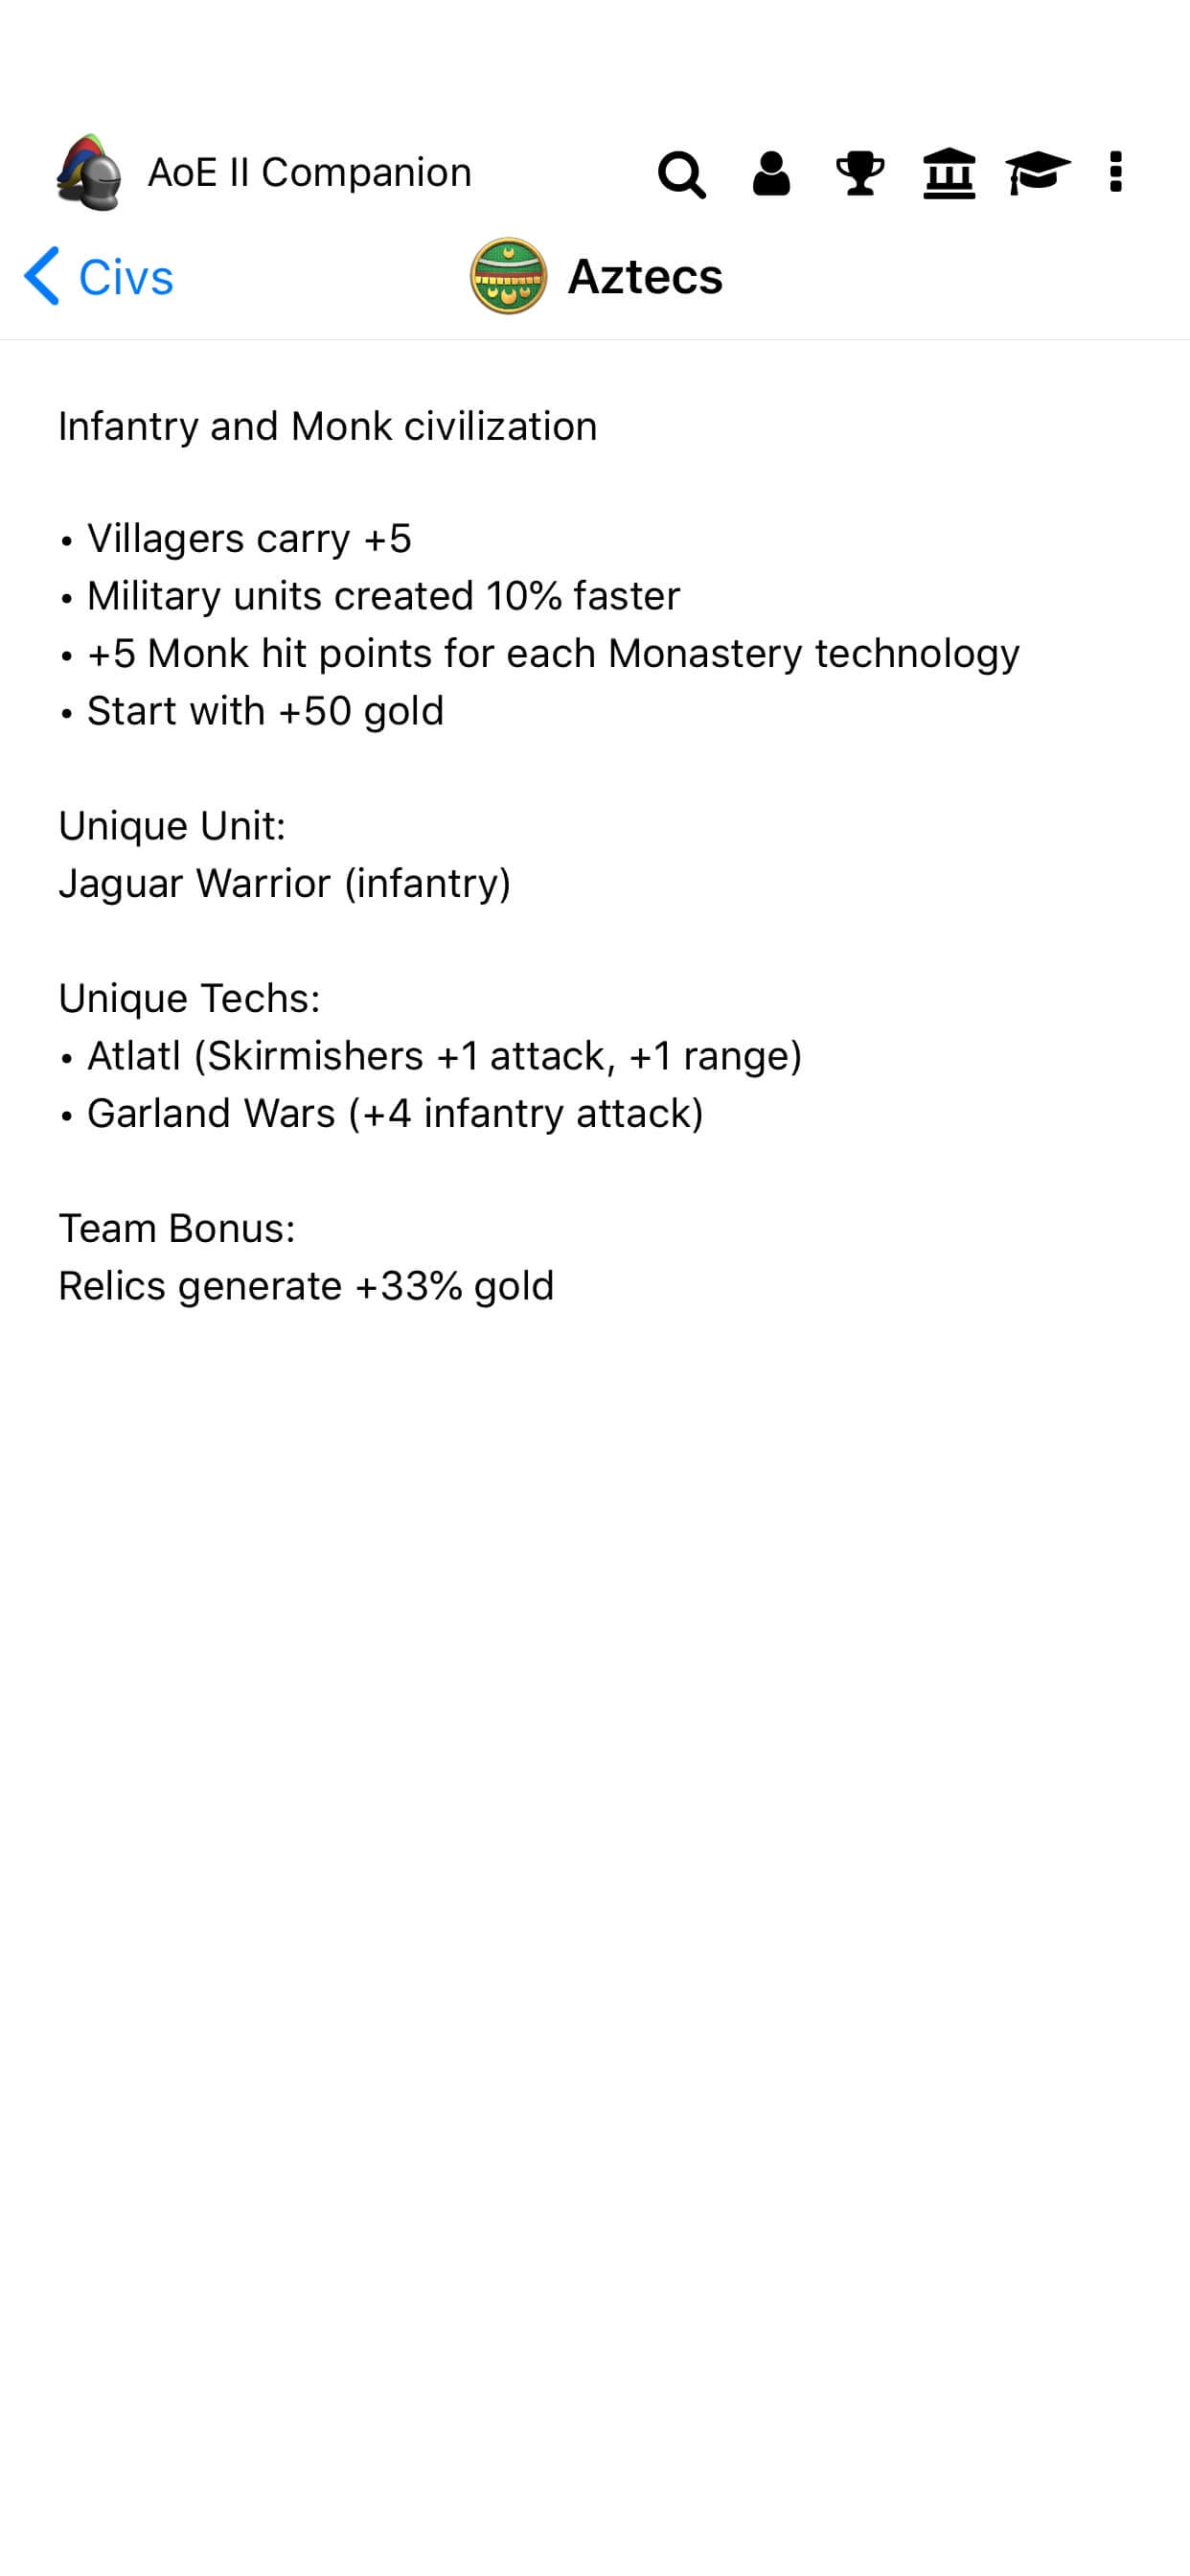 AoE II Companion
Civs
Aztecs
Infantry and Monk civilization
• Villagers carry +5
• Military units created 10% faster
• +5 Monk hit points for each Monastery technology
• Start with +50 gold
Unique Unit:
Jaguar Warrior (infantry)
Unique Techs:
• Atlatl (Skirmishers +1 attack, +1 range)
• Garland Wars (+4 infantry attack)
Team Bonus:
Relics generate +33% gold